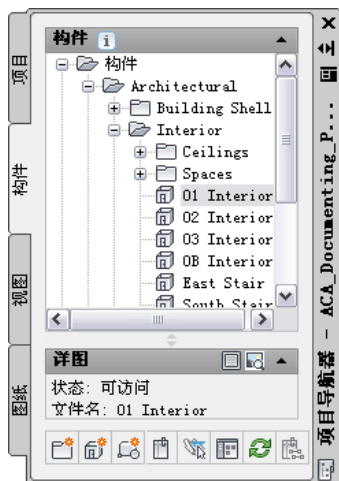 项目
构件
视图
图纸
构件
构件
Architectural
Building Shell
Interior
Ceilings
Spaces
01 Interior
02 Interior
03 Interior
0B Interior
East Stair
South Stair
详图
状态: 可访问
文件名: 01 Interior
项目导航器 - ACA_Documenting_P...